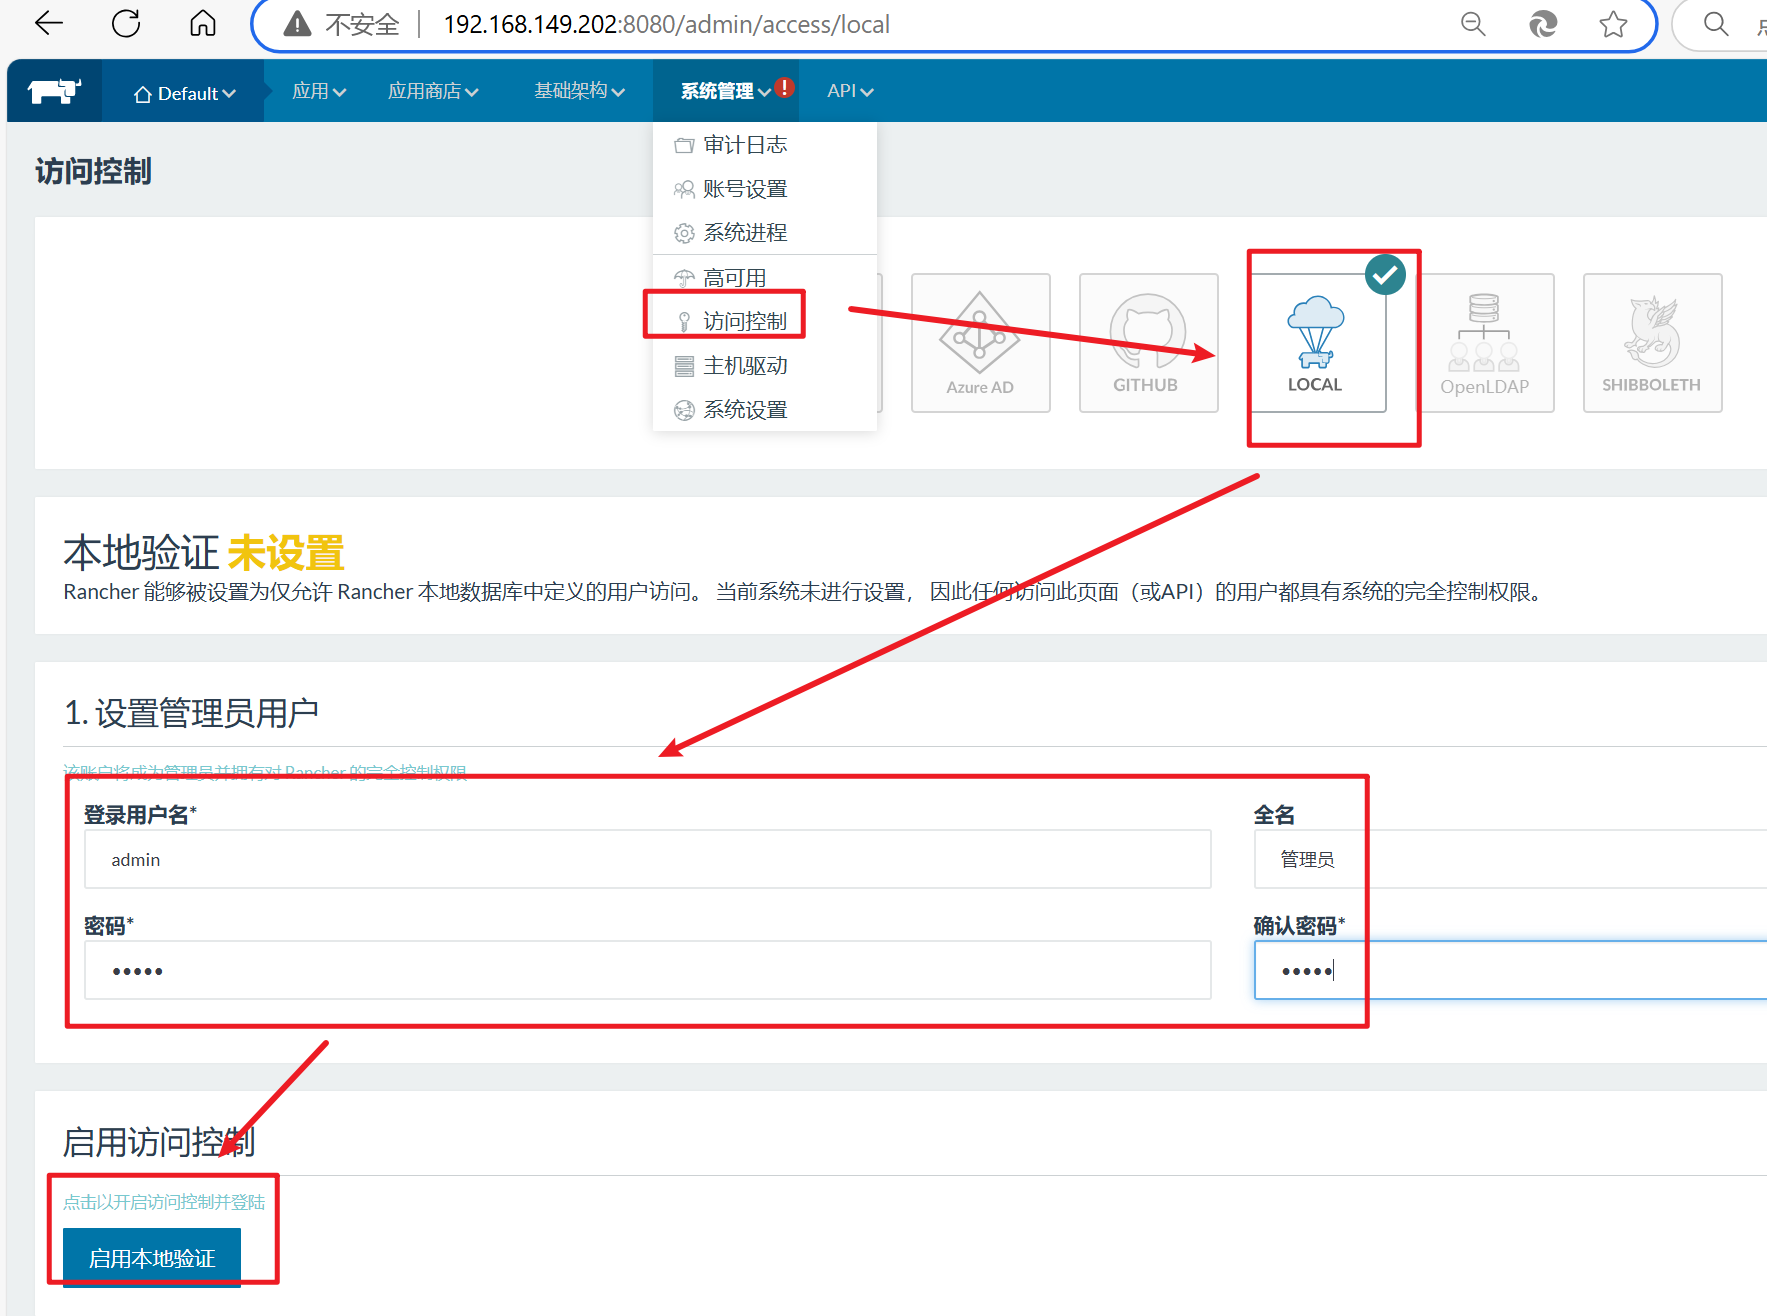 不安全 192.168.149.202:8080/admin/access/local
Default 应用 应用商店 基础架构 系统管理 API
审计日志
账号设置
系统进程
高可用
访问控制
主机驱动
系统设置
访问控制
Azure AD
GITHUB
LOCAL
OpenLDAP
SHIBBOLETH
本地验证 未设置
Rancher 能够被设置为仅允许 Rancher 本地数据库中定义的用户访问。 当前系统未进行设置， 因此任何访问此页面（或API）的用户都具有系统的完全控制权限。
1. 设置管理员用户
该账户将成为管理员并拥有对 Rancher 的完全控制权限
登录用户名* 全名
admin 管理员
密码* 确认密码*
••••• •••••
启用访问控制
点击以开启访问控制并登陆
启用本地验证